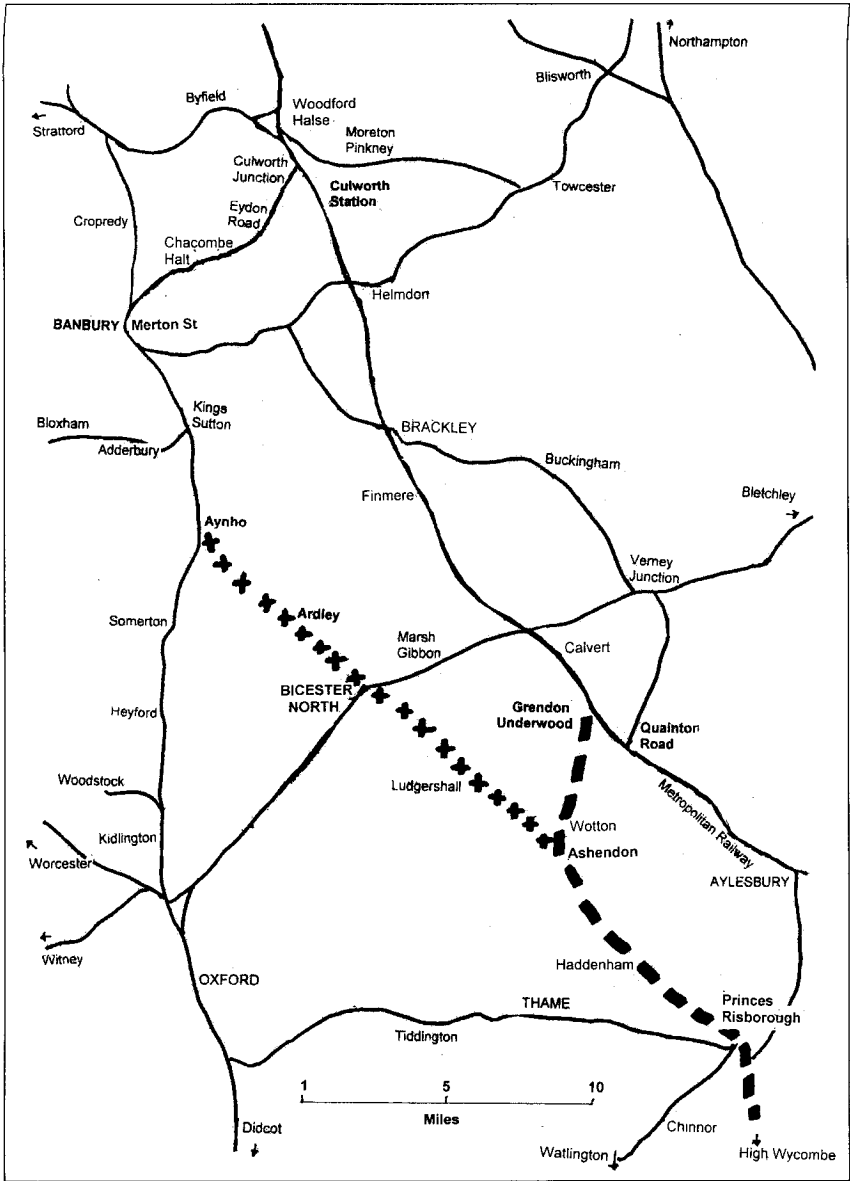 Northampton
Blisworth
Byfield
Woodford
Halse
Stratford
Moreton
Pinkney
Culworth
Junction
Culworth
Station
Towcester
Eydon
Road
Cropredy
Chacombe
Halt
Helmdon
BANBURY
Merton St
Kings
Sutton
Bloxham
Adderbury
BRACKLEY
Buckingham
Finmere
Bletchley
Aynho
Verney
Junction
Somerton
Ardley
Marsh
Gibbon
Calvert
BICESTER
NORTH
Grendon
Underwood
Heyford
Quainton
Road
Woodstock
Ludgershall
Metropolitan Railway
Kidlington
Wotton
Worcester
Ashendon
AYLESBURY
Witney
Haddenham
OXFORD
THAME
Princes
Risborough
Tiddington
1 5 10
Miles
Didcot
Chinnor
Watlington
High Wycombe